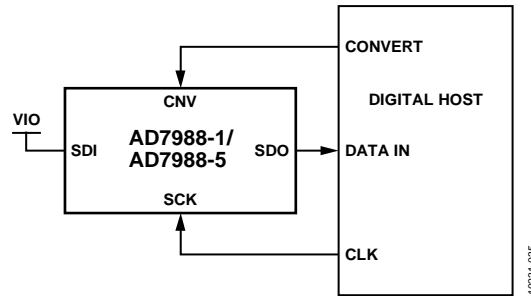 CONVERT
CNV
DIGITAL HOST
VIO
SDI
AD7988-1/
AD7988-5
SDO
DATA IN
SCK
CLK